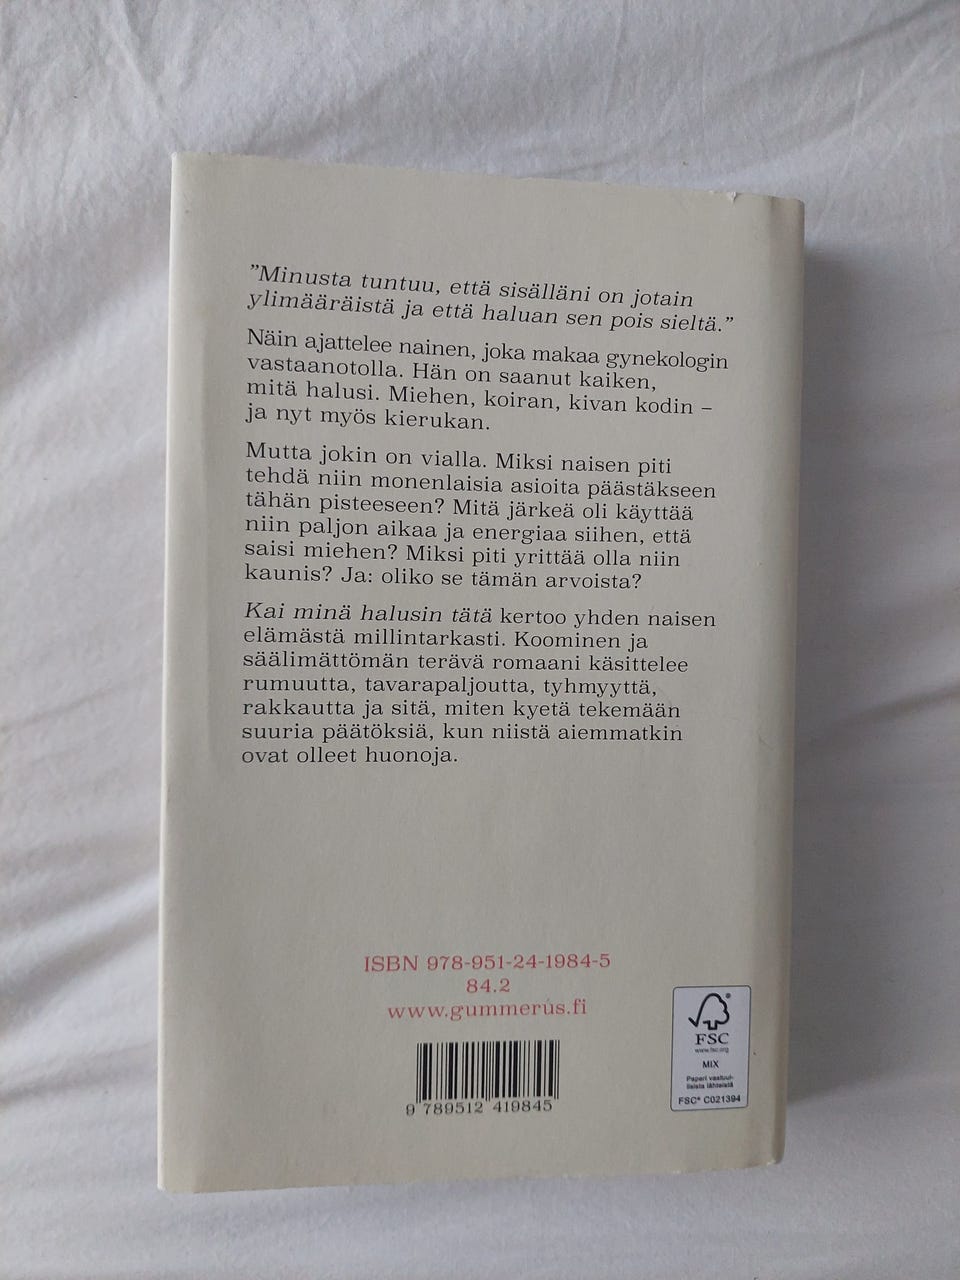 "Minusta tuntuu, että sisälläni on jotain
ylimääräistä ja että haluan sen pois sieltä."
Näin ajattelee nainen, joka makaa gynekologin
vastaanotolla. Hän on saanut kaiken,
mitä halusi. Miehen, koiran, kivan kodin –
ja nyt myös kierukan.
Mutta jokin on vialla. Miksi naisen piti
tehdä niin monenlaisia asioita päästäkseen
tähän pisteeseen? Mitä järkeä oli käyttää
niin paljon aikaa ja energiaa siihen, että
saisi miehen? Miksi piti yrittää olla niin
kaunis? Ja: oliko se tämän arvoista?
Kai minä halusin tätä kertoo yhden naisen
elämästä millintarkasti. Koominen ja
säälimättömän terävä romaani käsittelee
rumuutta, tavarapaljoutta, tyhmyyttä,
rakkautta ja sitä, miten kyetä tekemään
suuria päätöksiä, kun niistä aiemmatkin
ovat olleet huonoja.
ISBN 978-951-24-1984-5
84.2
www.gummerus.fi
9 789512 419845
®
FSC
www.fsc.org
MIX
Paperi vastuul-
lisista lähteistä
FSC® C021394